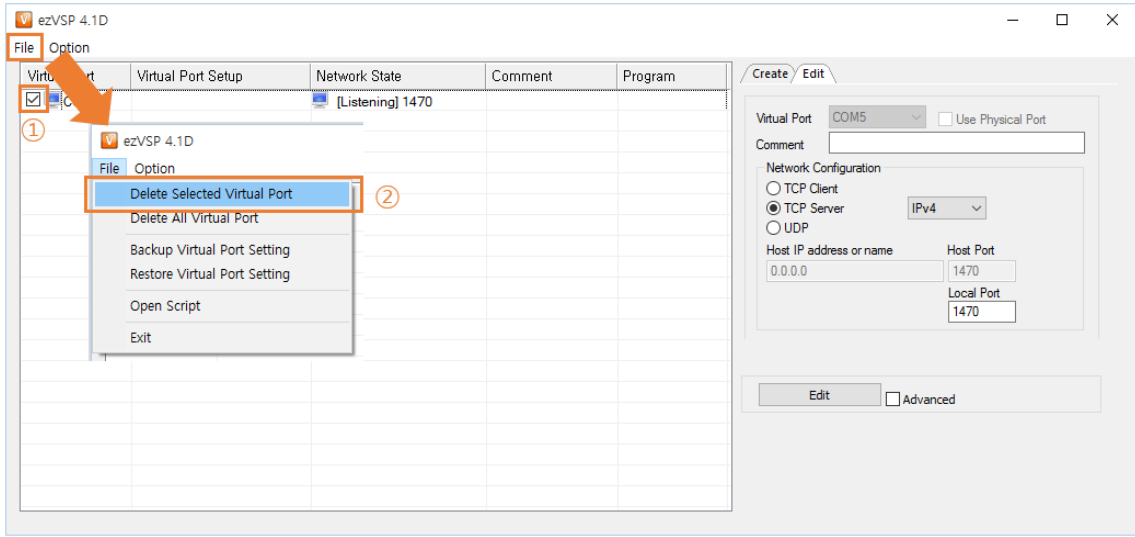 ezVSP 4.1D
File Option
Virtual Port Setup Network State Comment Program
[Listening] 1470
①
ezVSP 4.1D
File Option
Delete Selected Virtual Port
②
Delete All Virtual Port
Backup Virtual Port Setting
Restore Virtual Port Setting
Open Script
Exit
Create Edit
Virtual Port COM5 Use Physical Port
Comment
Network Configuration
TCP Client
TCP Server IPv4
UDP
Host IP address or name Host Port
0.0.0.0 1470
Local Port
1470
Edit Advanced